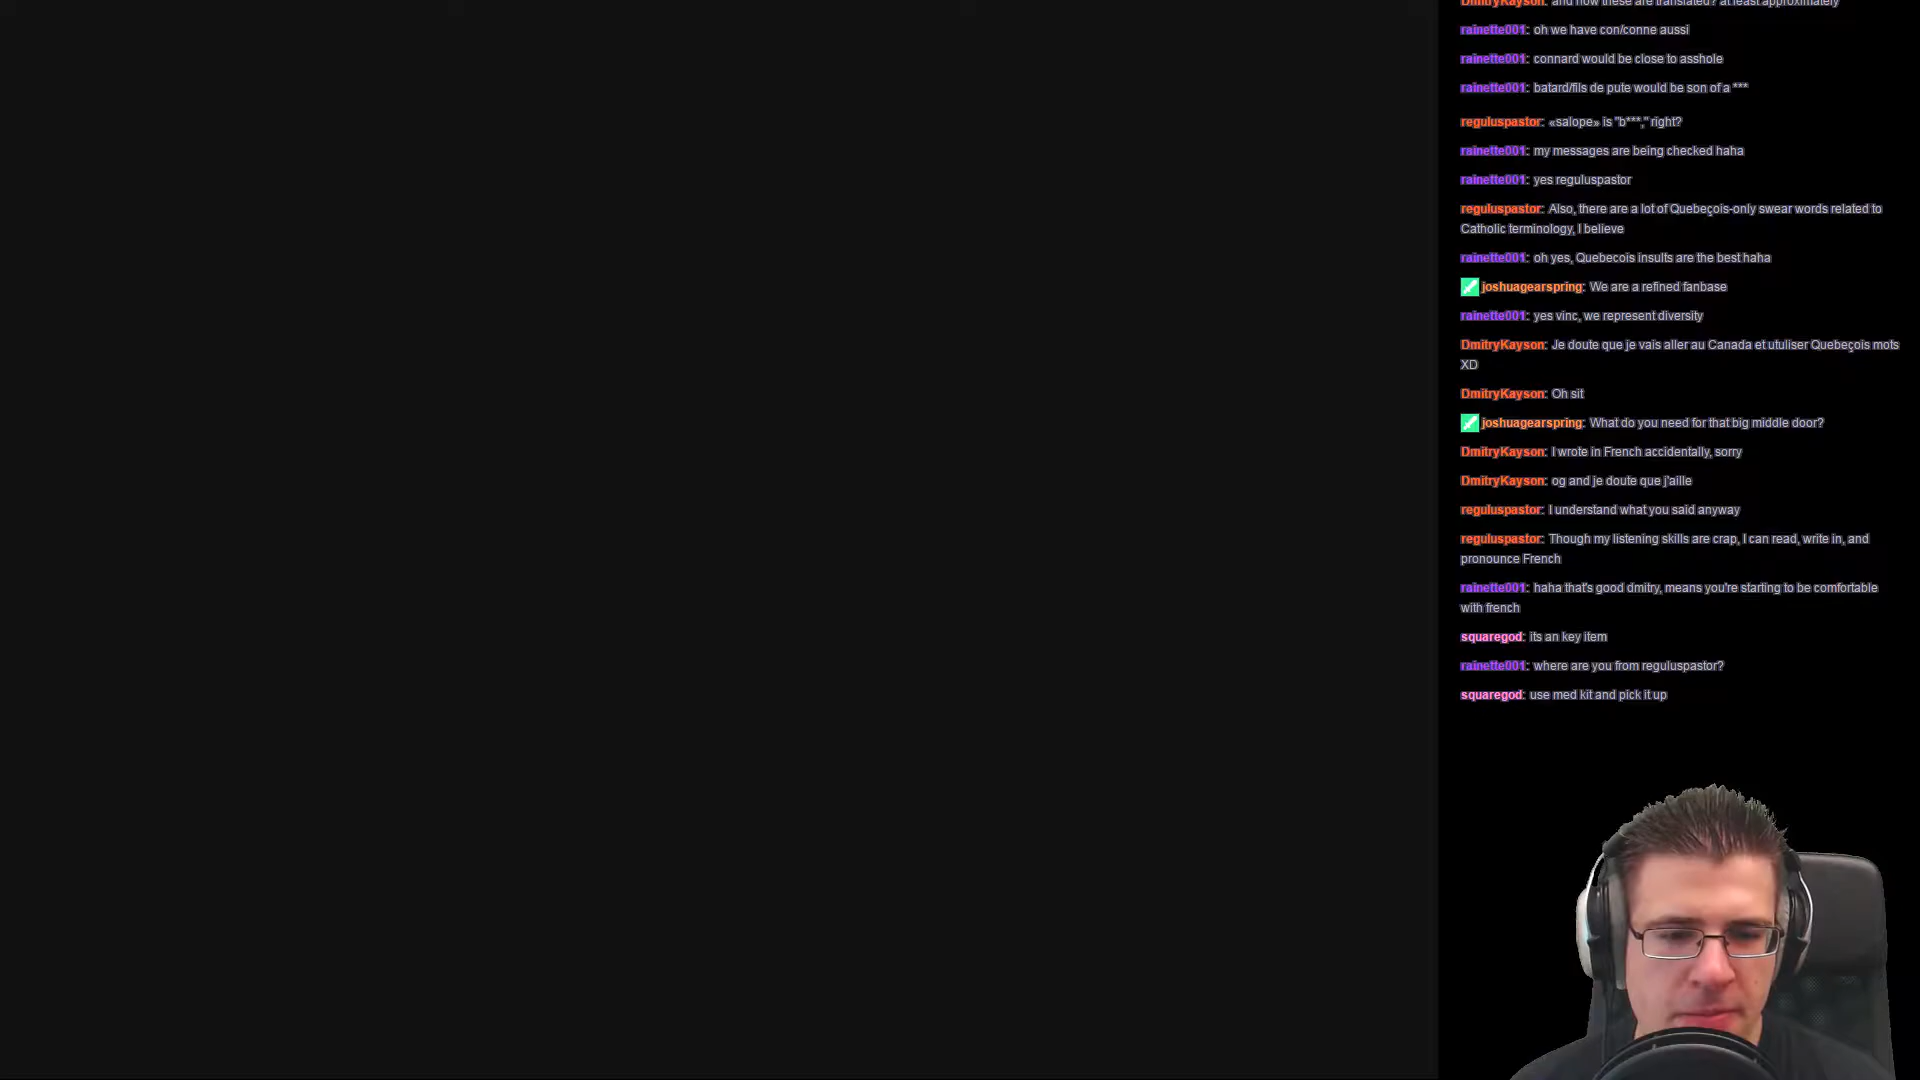 DmitryKayson: and how these are translated? at least approximately
rainette001: oh we have con/conne aussi
rainette001: connard would be close to asshole
rainette001: batard/fils de pute would be son of a ***
reguluspastor: «salope» is "b***," right?
rainette001: my messages are being checked haha
rainette001: yes reguluspastor
reguluspastor: Also, there are a lot of Quebeçois-only swear words related to
Catholic terminology, I believe
rainette001: oh yes, Quebecois insults are the best haha
joshuagearspring: We are a refined fanbase
rainette001: yes vinc, we represent diversity
DmitryKayson: Je doute que je vais aller au Canada et utuliser Quebeçois mots
XD
DmitryKayson: Oh sit
joshuagearspring: What do you need for that big middle door?
DmitryKayson: I wrote in French accidentally, sorry
DmitryKayson: og and je doute que j'aille
reguluspastor: I understand what you said anyway
reguluspastor: Though my listening skills are crap, I can read, write in, and
pronounce French
rainette001: haha that's good dmitry, means you're starting to be comfortable
with french
squaregod: its an key item
rainette001: where are you from reguluspastor?
squaregod: use med kit and pick it up